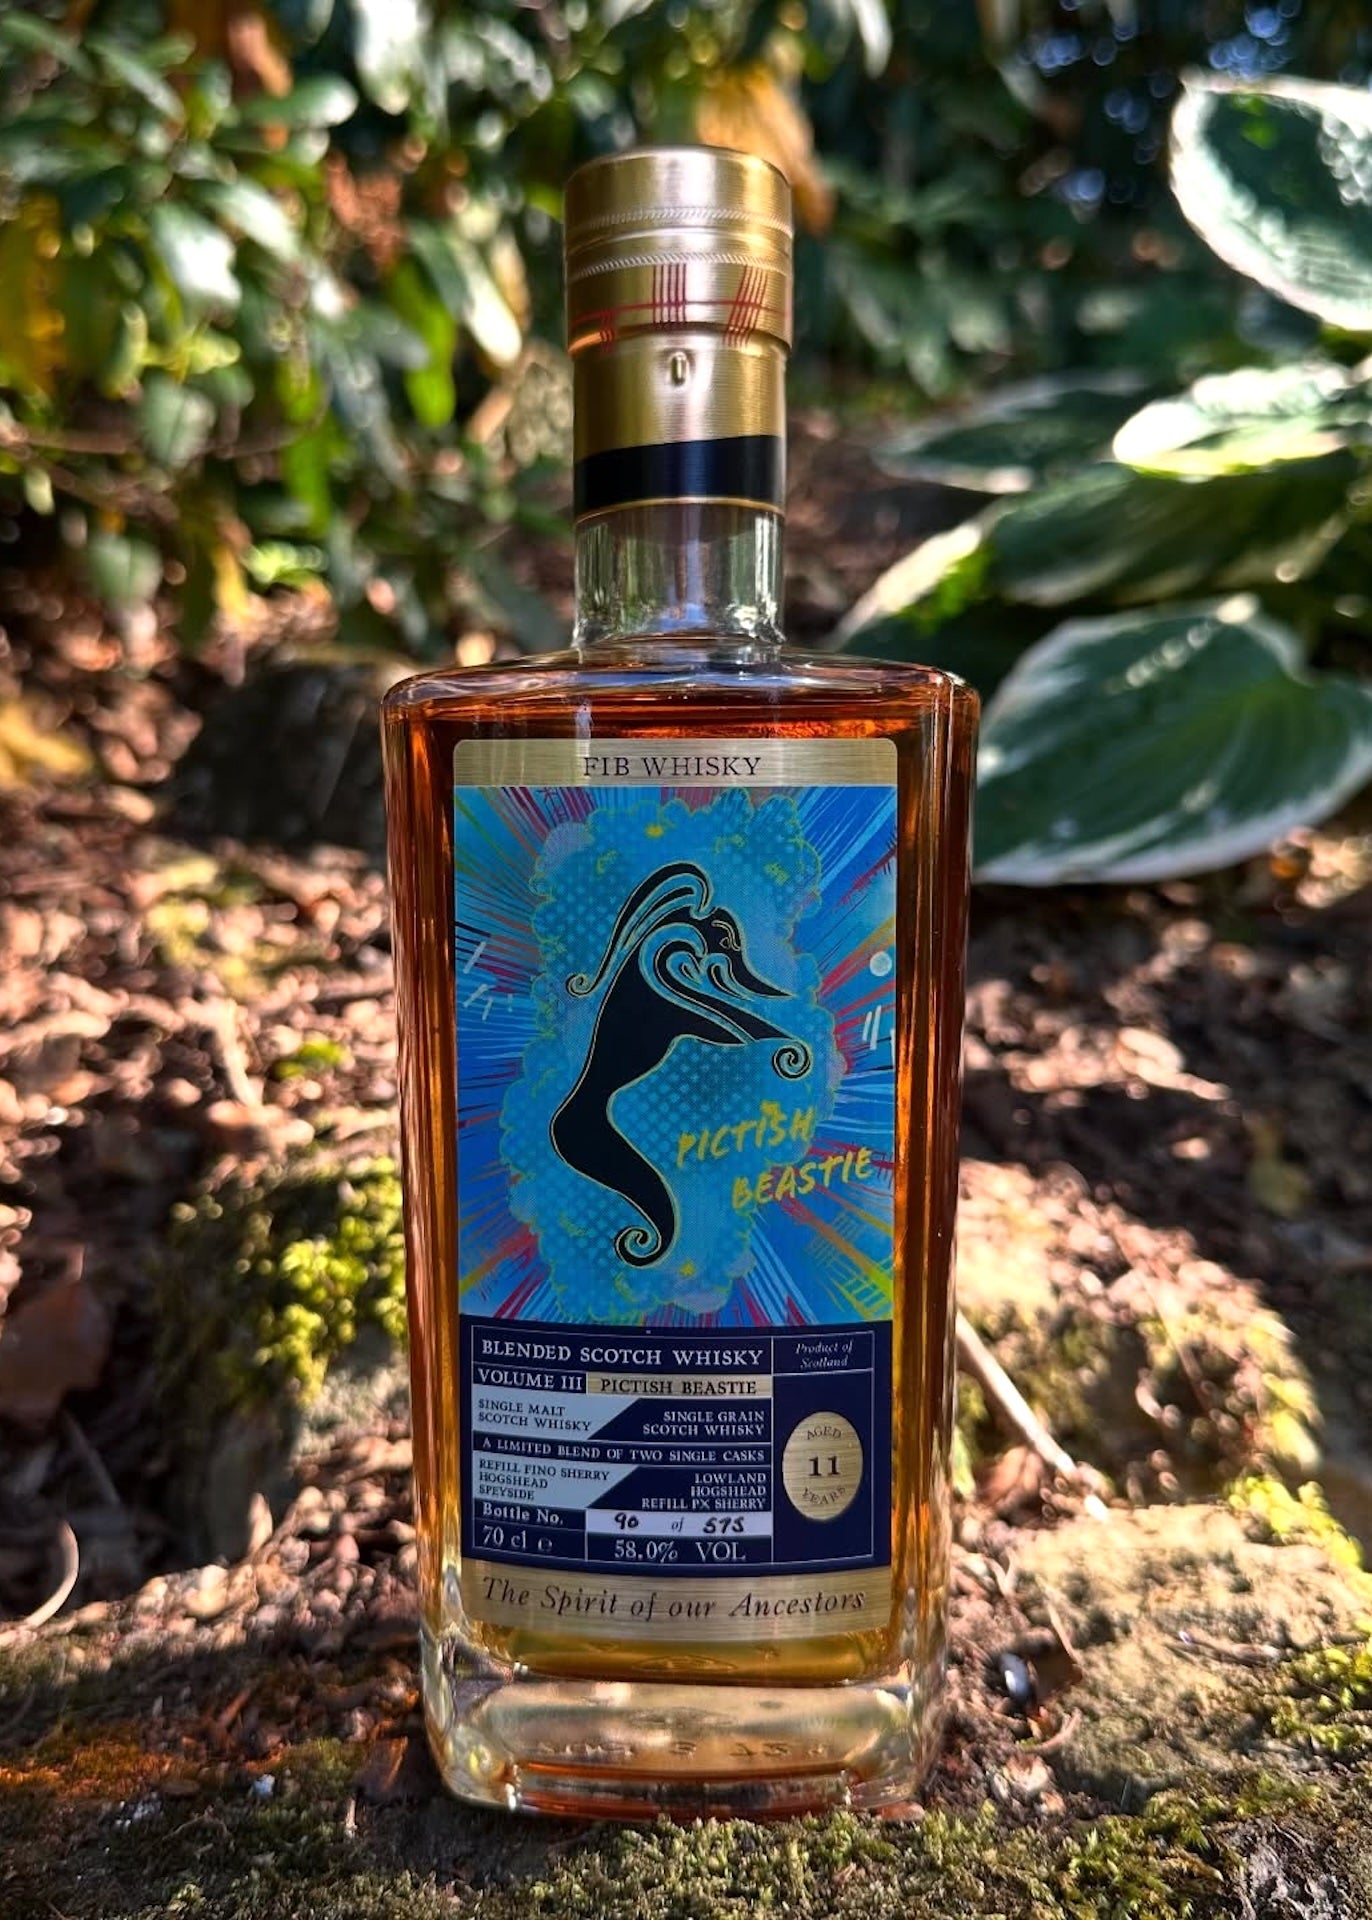 FIB WHISKY
PICTISH
BEASTIE
BLENDED SCOTCH WHISKY
Product of
Scotland
VOLUME III
PICTISH BEASTIE
SINGLE MALT
SCOTCH WHISKY
SINGLE GRAIN
SCOTCH WHISKY
A LIMITED BLEND OF TWO SINGLE CASKS
REFILL FINO SHERRY
HOGSHEAD
SPEYSIDE
LOWLAND
HOGSHEAD
REFILL PX SHERRY
AGED
11
YEARS
Bottle No.
90 of 575
70 cl e
58.0% VOL
The Spirit of our Ancestors